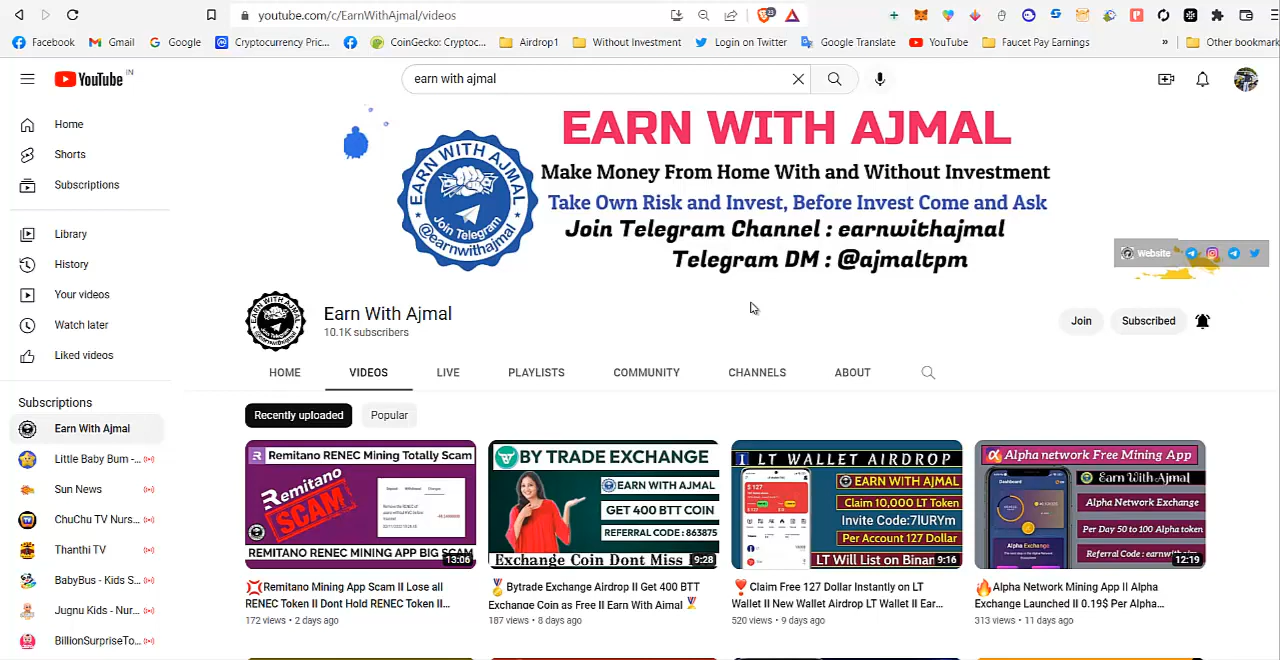 youtube.com/c/EarnWithAjmal/videos
23
Facebook
Gmail
Google
Cryptocurrency Pric...
CoinGecko: Cryptoc...
Airdrop1
Without Investment
Login on Twitter
Google Translate
YouTube
Faucet Pay Earnings
»
Other bookmark
YouTube IN
earn with ajmal
Home
Shorts
Subscriptions
Library
History
Your videos
Watch later
Liked videos
Subscriptions
Earn With Ajmal
Little Baby Bum -...
Sun News
ChuChu TV Nurs...
Thanthi TV
BabyBus - Kids S...
Jugnu Kids - Nur...
BillionSurpriseTo...
EARN WITH AJMAL
Join Telegram
@earnwithajmal
EARN WITH AJMAL
Make Money From Home With and Without Investment
Take Own Risk and Invest, Before Invest Come and Ask
Join Telegram Channel : earnwithajmal
Telegram DM : @ajmaltpm
Website
Earn With Ajmal
10.1K subscribers
Join
Subscribed
HOME
VIDEOS
LIVE
PLAYLISTS
COMMUNITY
CHANNELS
ABOUT
Recently uploaded
Popular
Remitano RENEC Mining Totally Scam
Remitano
SCAM
REMITANO RENEC MINING APP BIG SCAM
13:06
💢Remitano Mining App Scam II Lose all
RENEC Token II Dont Hold RENEC Token II...
172 views • 2 days ago
BY TRADE EXCHANGE
EARN WITH AJMAL
GET 400 BTT COIN
REFERRAL CODE : 863875
Exchange Coin Dont Miss
9:28
🏅Bytrade Exchange Airdrop II Get 400 BTT
Exchange Coin as Free II Earn With Ajmal🎖
187 views • 8 days ago
LT WALLET AIRDROP
EARN WITH AJMAL
Claim 10,000 LT Token
Invite Code:7lURYm
Per Account 127 Dollar
LT Will List on Binan
9:16
❣Claim Free 127 Dollar Instantly on LT
Wallet II New Wallet Airdrop LT Wallet II Ear...
520 views • 9 days ago
Alpha network Free Mining App
Earn With Ajmal
Alpha Network Exchange
Per Day 50 to 100 Alpha token
Alpha Exchange
Referral Code :
12:19
🔥Alpha Network Mining App II Alpha
Exchange Launched II 0.19$ Per Alpha...
313 views • 11 days ago